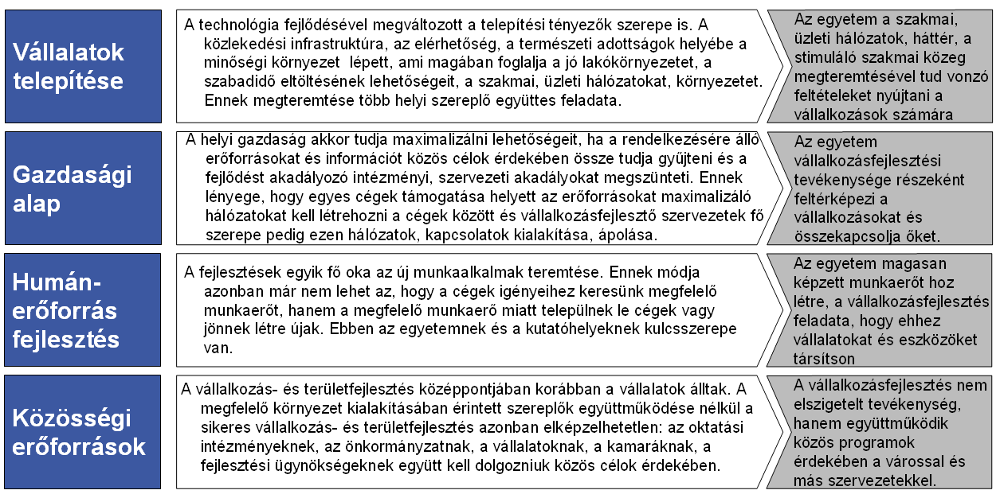 Vállalatok
telepítése
A technológia fejlődésével megváltozott a telepítési tényezők szerepe is. A
közlekedési infrastruktúra, az elérhetőség, a természeti adottságok helyébe a
minőségi környezet lépett, ami magában foglalja a jó lakókörnyezetet, a
szabadidő eltöltésének lehetőségeit, a szakmai, üzleti hálózatokat, környezetet.
Ennek megteremtése több helyi szereplő együttes feladata.
Az egyetem a szakmai,
üzleti hálózatok, háttér, a
stimuláló szakmai közeg
megteremtésével tud vonzó
feltételeket nyújtani a
vállalkozások számára
Gazdasági
alap
A helyi gazdaság akkor tudja maximalizálni lehetőségeit, ha a rendelkezésére álló
erőforrásokat és információt közös célok érdekében össze tudja gyűjteni és a
fejlődést akadályozó intézményi, szervezeti akadályokat megszünteti. Ennek
lényege, hogy egyes cégek támogatása helyett az erőforrásokat maximalizáló
hálózatokat kell létrehozni a cégek között és vállalkozásfejlesztő szervezetek fő
szerepe pedig ezen hálózatok, kapcsolatok kialakítása, ápolása.
Az egyetem
vállalkozásfejlesztési
tevékenysége részeként
feltérképezi a
vállalkozásokat és
összekapcsolja őket.
Humán-
erőforrás
fejlesztés
A fejlesztések egyik fő oka az új munkaalkalmak teremtése. Ennek módja
azonban már nem lehet az, hogy a cégek igényeihez keresünk megfelelő
munkaerőt, hanem a megfelelő munkaerő miatt települnek le cégek vagy
jönnek létre újak. Ebben az egyetemnek és a kutatóhelyeknek kulcsszerepe
van.
Az egyetem magasan
képzett munkaerőt hoz
létre, a vállalkozásfejlesztés
feladata, hogy ehhez
vállalatokat és eszközöket
társítson
Közösségi
erőforrások
A vállalkozás- és területfejlesztés középpontjában korábban a vállalatok álltak. A
megfelelő környezet kialakításában érintett szereplők együttműködése nélkül a
sikeres vállalkozás- és területfejlesztés azonban elképzelhetetlen: az oktatási
intézményeknek, az önkormányzatnak, a vállalatoknak, a kamaráknak, a
fejlesztési ügynökségeknek együtt kell dolgozniuk közös célok érdekében.
A vállalkozásfejlesztés nem
elszigetelt tevékenység,
hanem együttműködik
közös programok
érdekében a várossal és
más szervezetekkel.